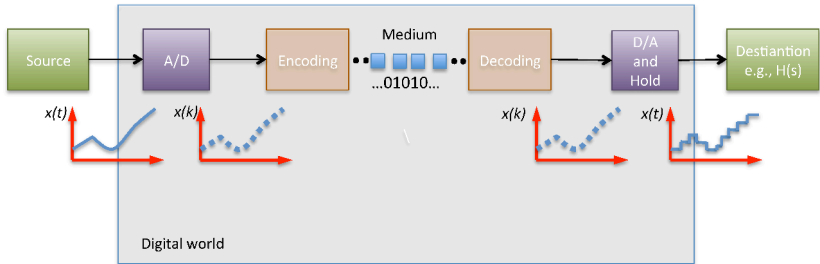 Source
A/D
Encoding
Medium
...01010...
Decoding
D/A
and
Hold
Destiantion
e.g., H(s)
x(t)
x(k)
x(k)
x(t)
Digital world